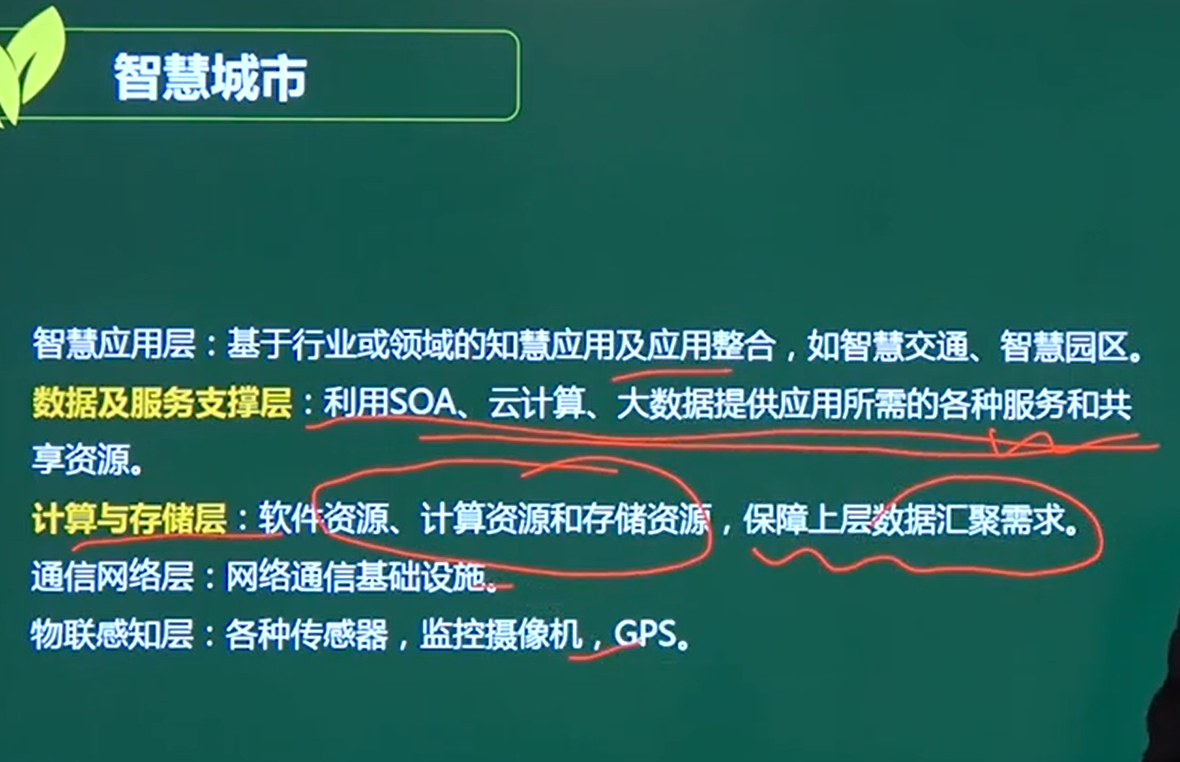 智慧城市
智慧应用层：基于行业或领域的知慧应用及应用整合，如智慧交通、智慧园区。
数据及服务支撑层：利用SOA、云计算、大数据提供应用所需的各种服务和共
享资源。
计算与存储层：软件资源、计算资源和存储资源，保障上层数据汇聚需求。
通信网络层：网络通信基础设施。
物联感知层：各种传感器，监控摄像机，GPS。